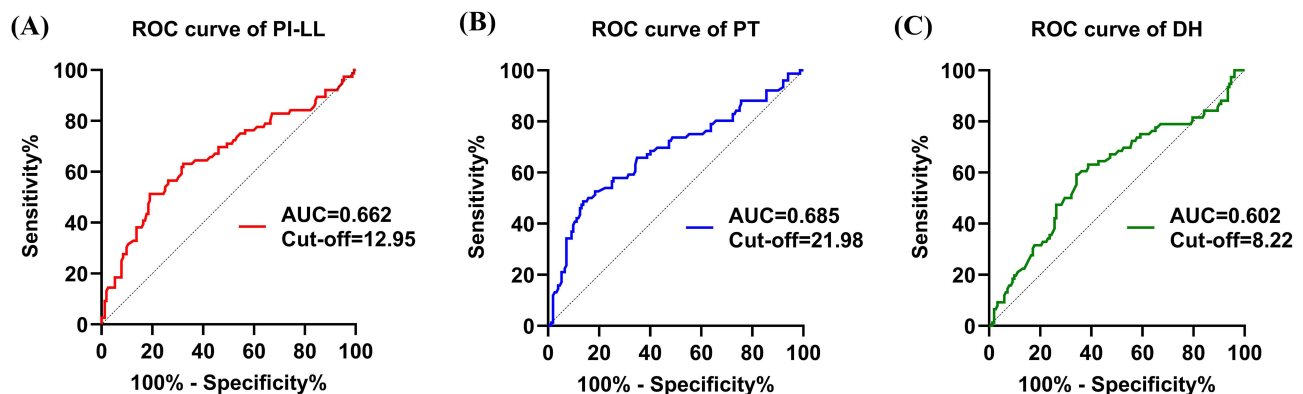 (A)
ROC curve of PI-LL
Sensitivity%
100
80
60
40
20
0
AUC=0.662
Cut-off=12.95
0 20 40 60 80 100
100% - Specificity%
(B)
ROC curve of PT
Sensitivity%
100
80
60
40
20
0
AUC=0.685
Cut-off=21.98
0 20 40 60 80 100
100% - Specificity%
(C)
ROC curve of DH
Sensitivity%
100
80
60
40
20
0
AUC=0.602
Cut-off=8.22
0 20 40 60 80 100
100% - Specificity%